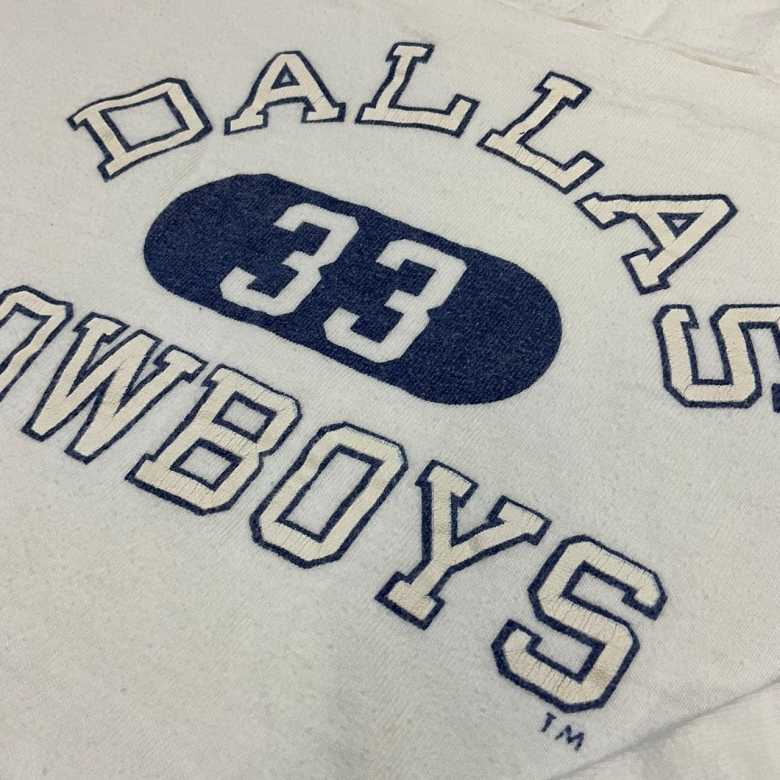 DALLAS
33
OWBOYS
TM